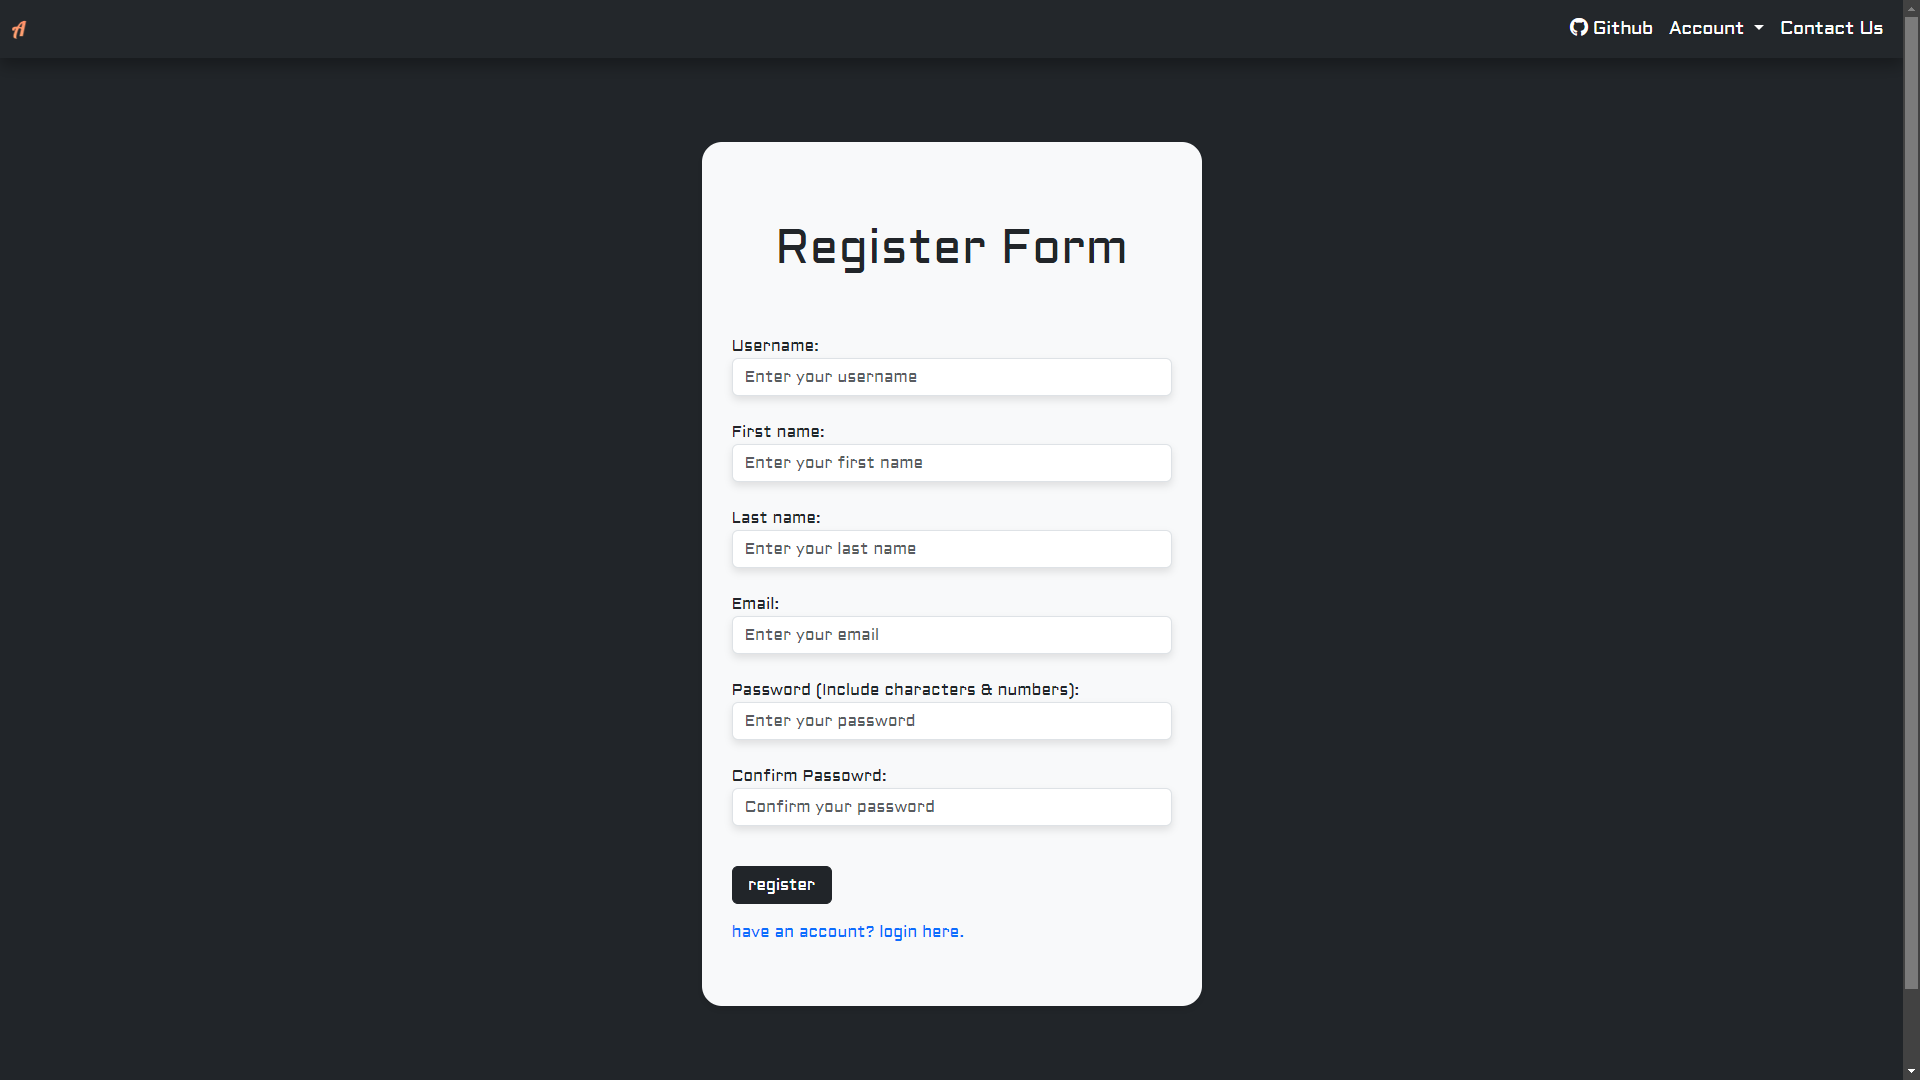 A
Github Account Contact Us
Register Form
Username:
Enter your username
First name:
Enter your first name
Last name:
Enter your last name
Email:
Enter your email
Password (Include characters & numbers):
Enter your password
Confirm Passowrd:
Confirm your password
register
have an account? login here.